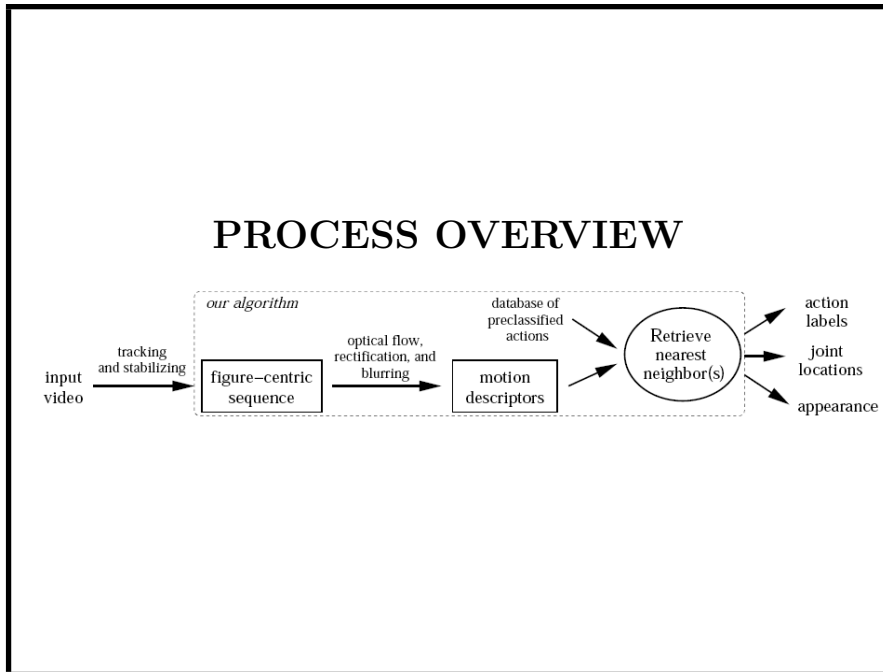 PROCESS OVERVIEW
our algorithm
input
video
tracking
and stabilizing
figure−centric
sequence
optical flow,
rectification, and
blurring
motion
descriptors
database of
preclassified
actions
Retrieve
nearest
neighbor(s)
action
labels
joint
locations
appearance